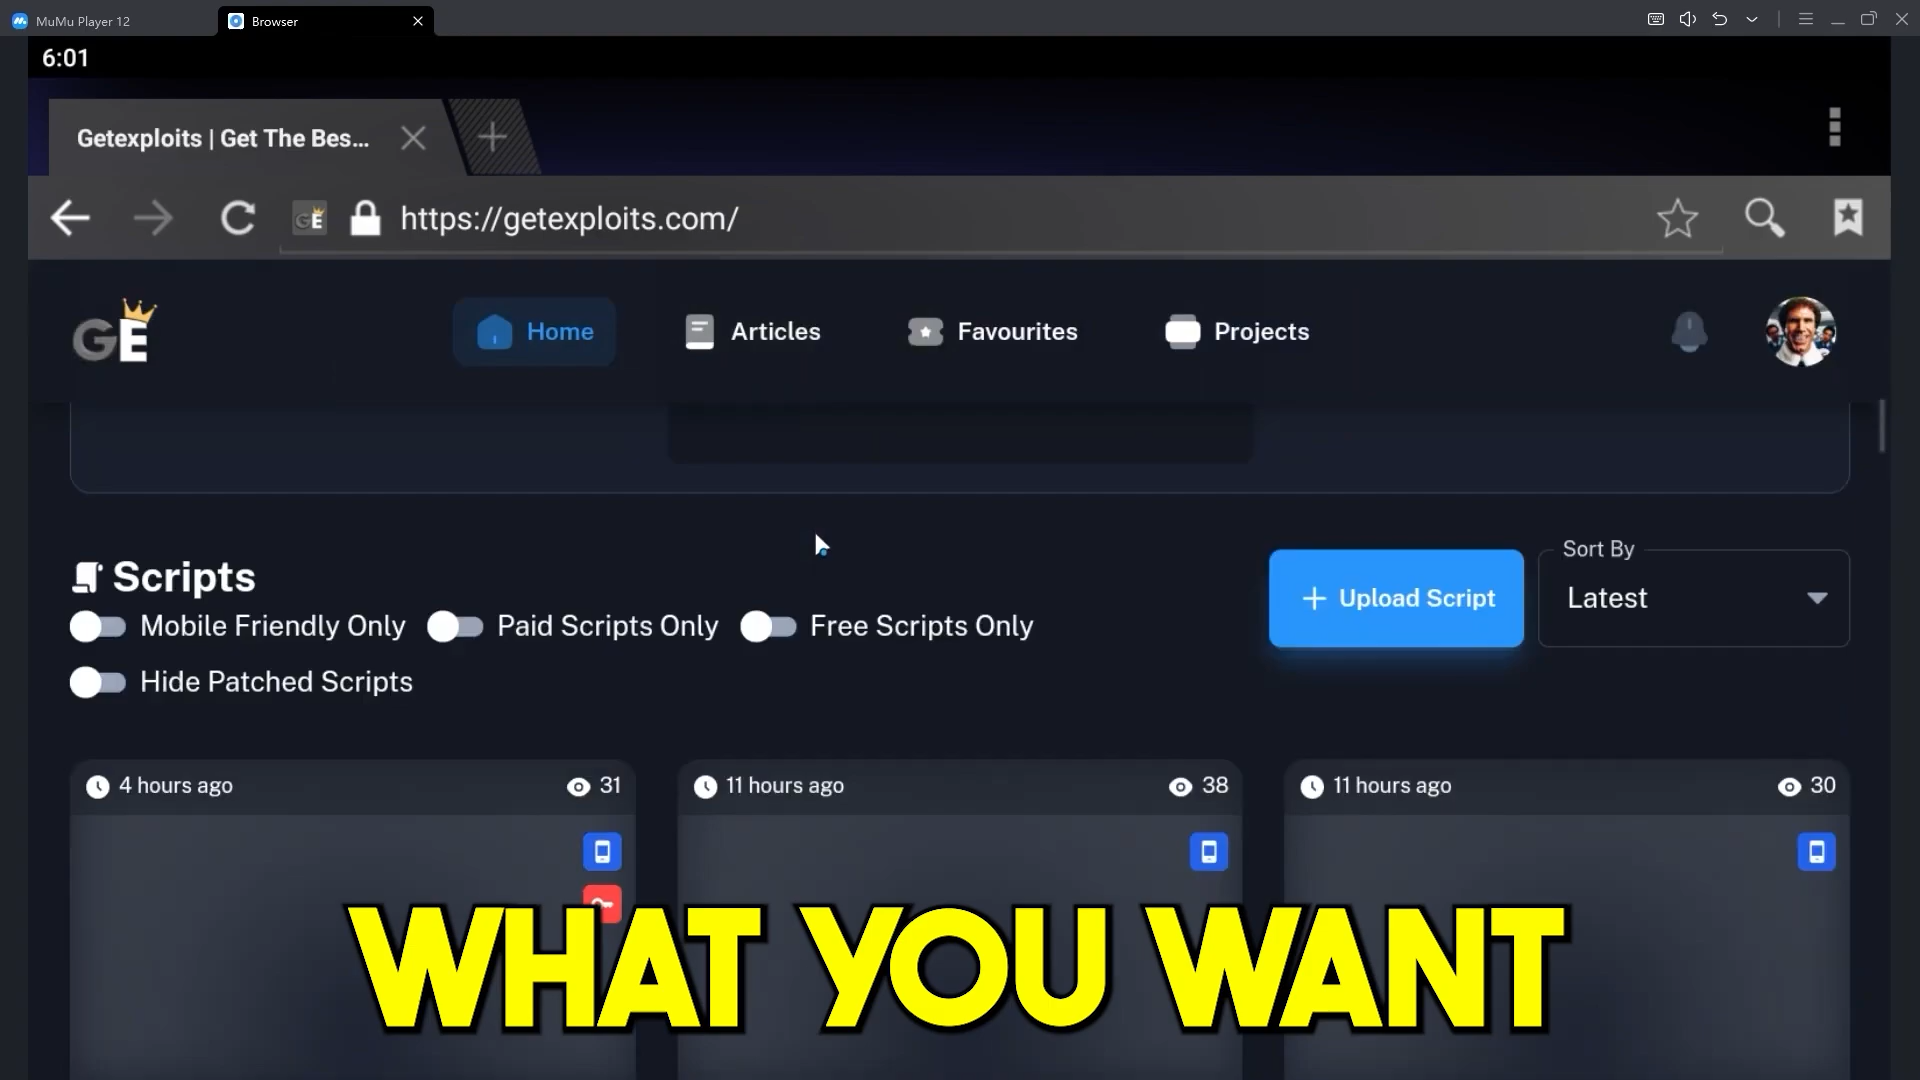 MuMu Player 12
Browser
6:01
Getexploits | Get The Bes...
https://getexploits.com/
GE
Home
Articles
Favourites
Projects
Scripts
Mobile Friendly Only
Paid Scripts Only
Free Scripts Only
Hide Patched Scripts
+ Upload Script
Sort By
Latest
4 hours ago
31
11 hours ago
38
11 hours ago
30
WHAT YOU WANT